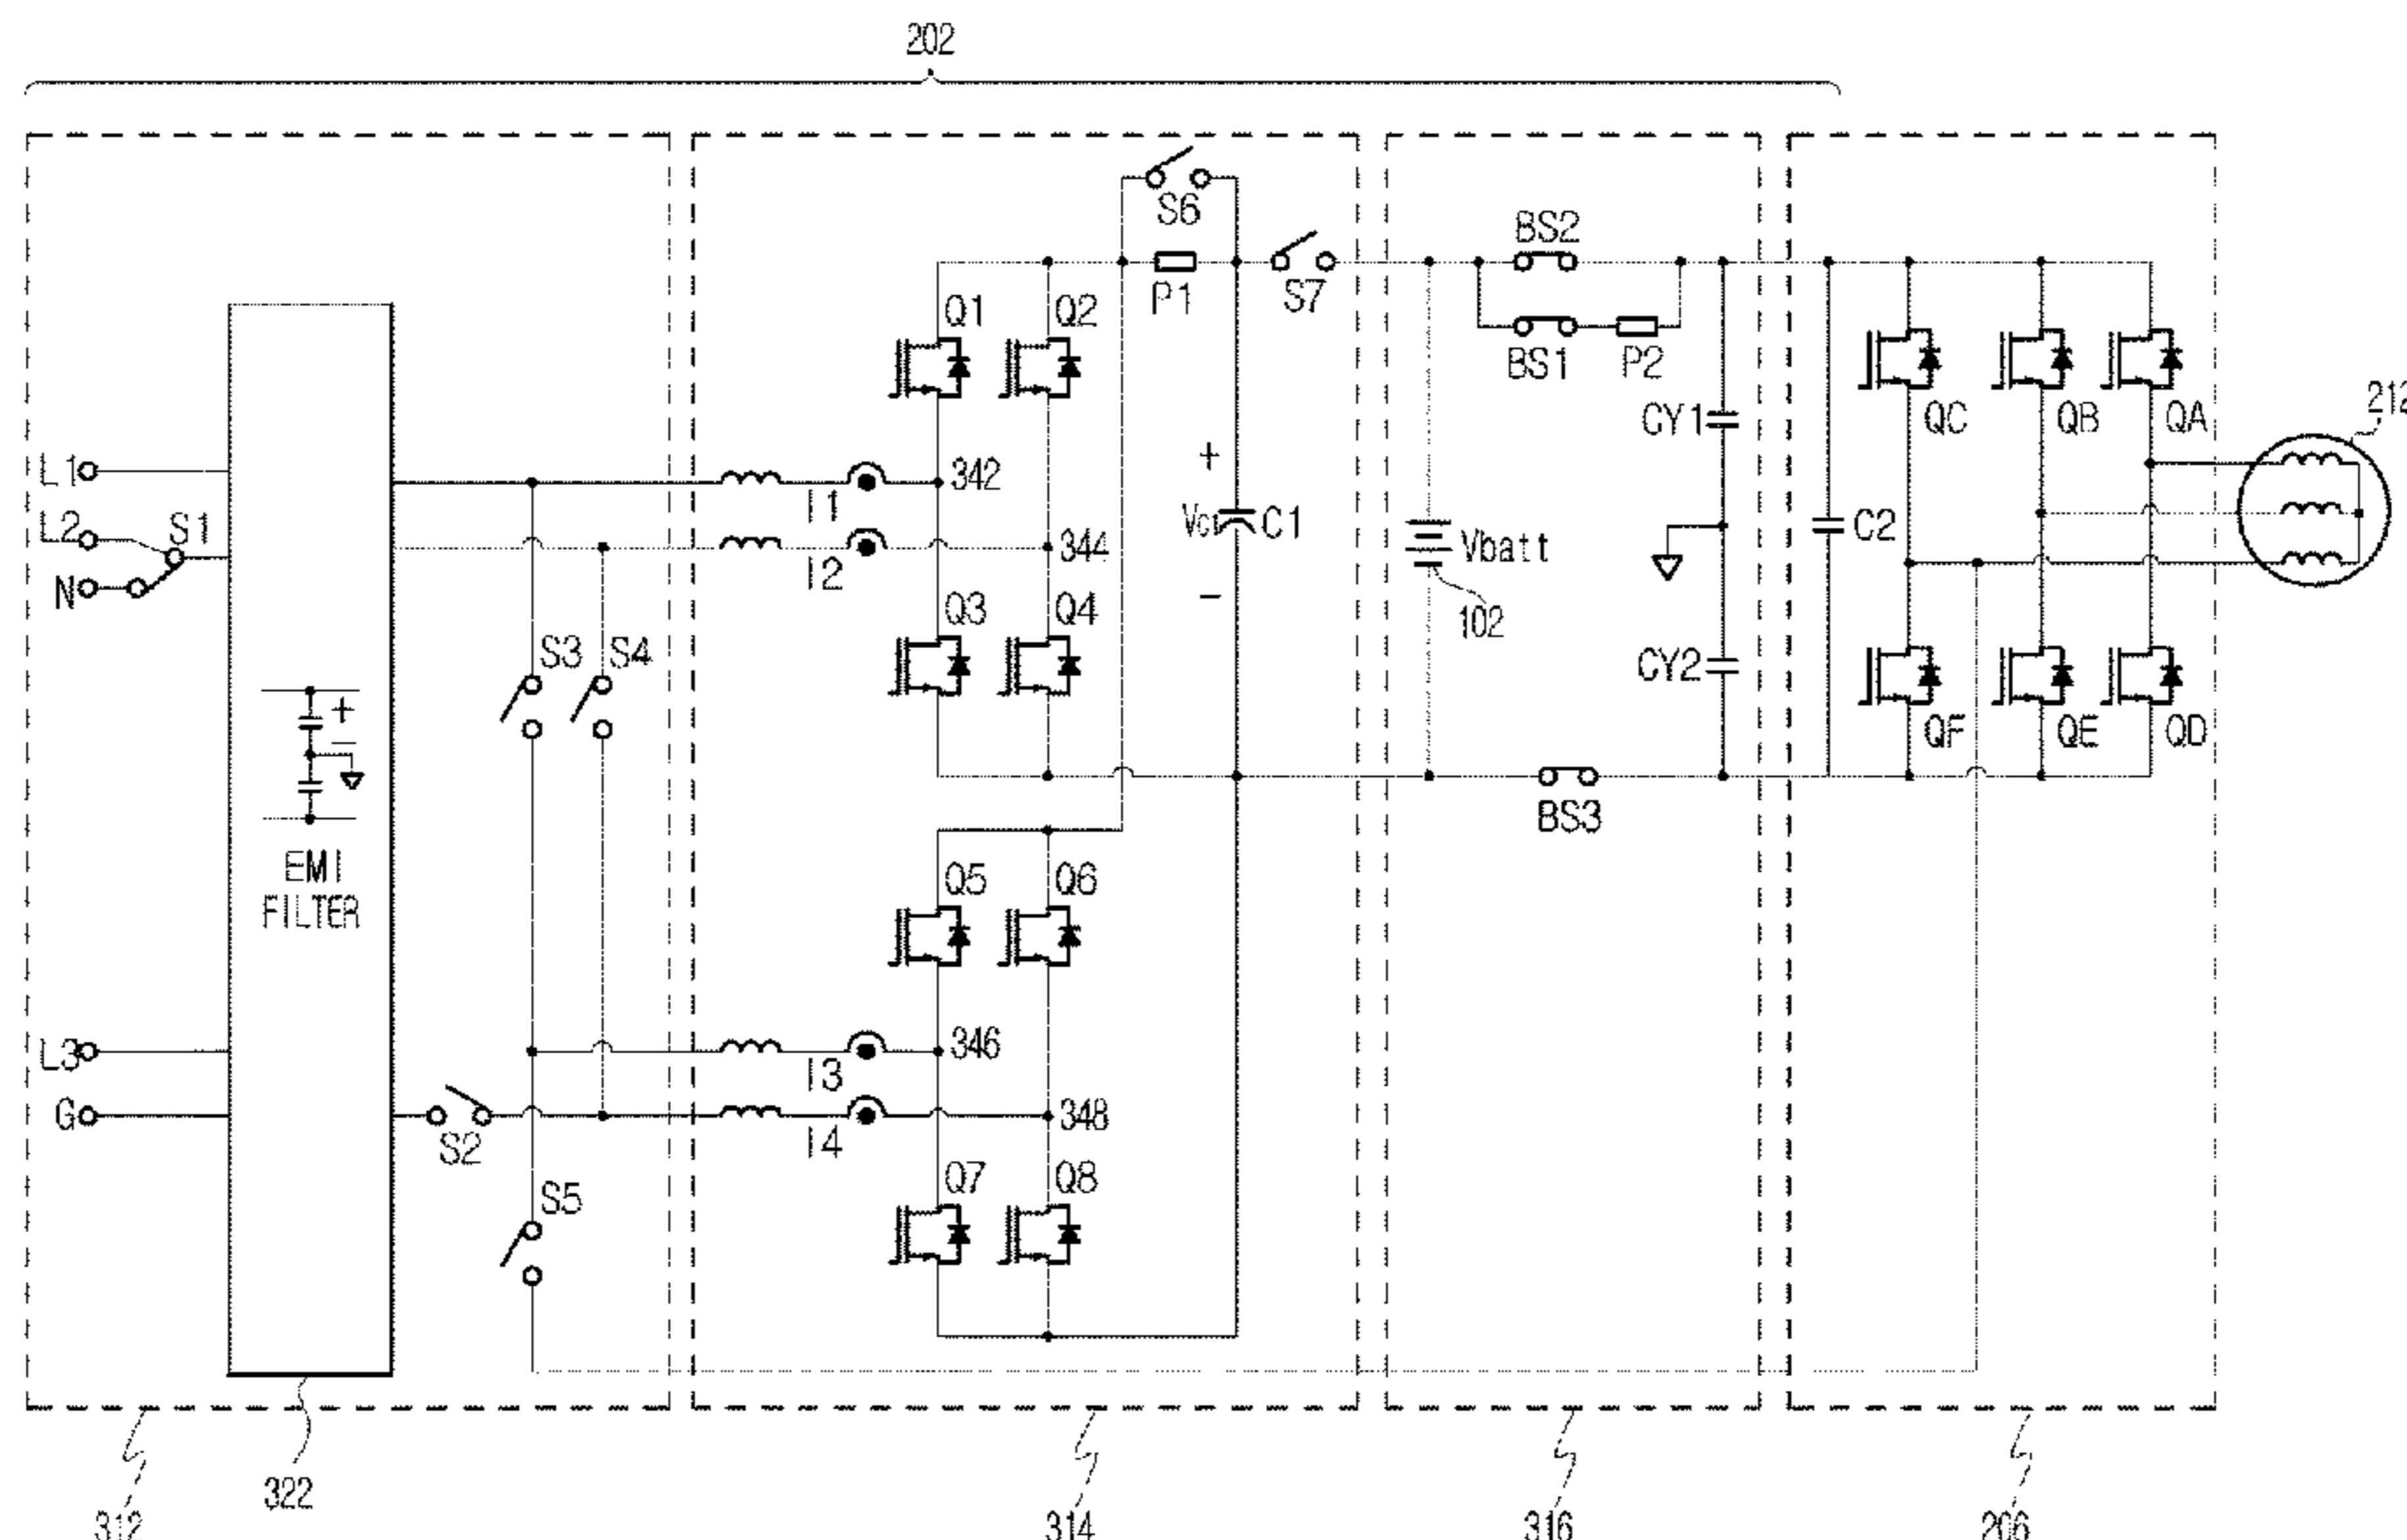 202
S6
BS2
P1
S7
BS1
P2
Q1
Q2
CY1
QC
QB
QA
212
L1
L2
S1
N
I1
342
I2
344
+
Vc1
C1
−
Vbatt
102
C2
Q3
Q4
S3
S4
CY2
QF
QE
QD
+
−
BS3
EMI
FILTER
Q5
Q6
L3
G
S2
I3
346
I4
348
S5
Q7
Q8
322
312
314
316
206